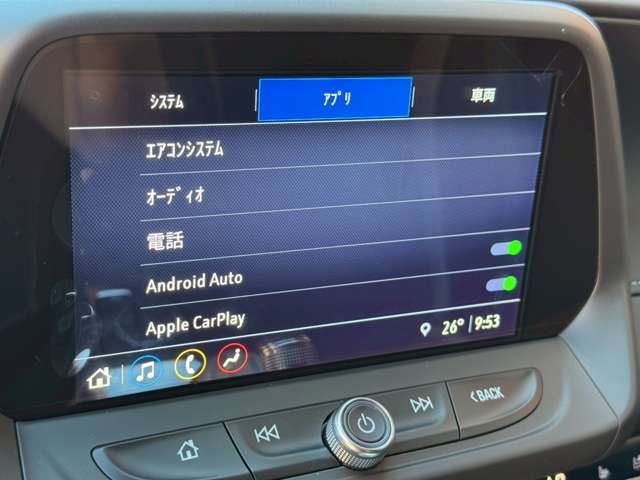 システム アプリ 車両
エアコンシステム
オーディオ
電話
Android Auto
Apple CarPlay
26° 9:53
BACK